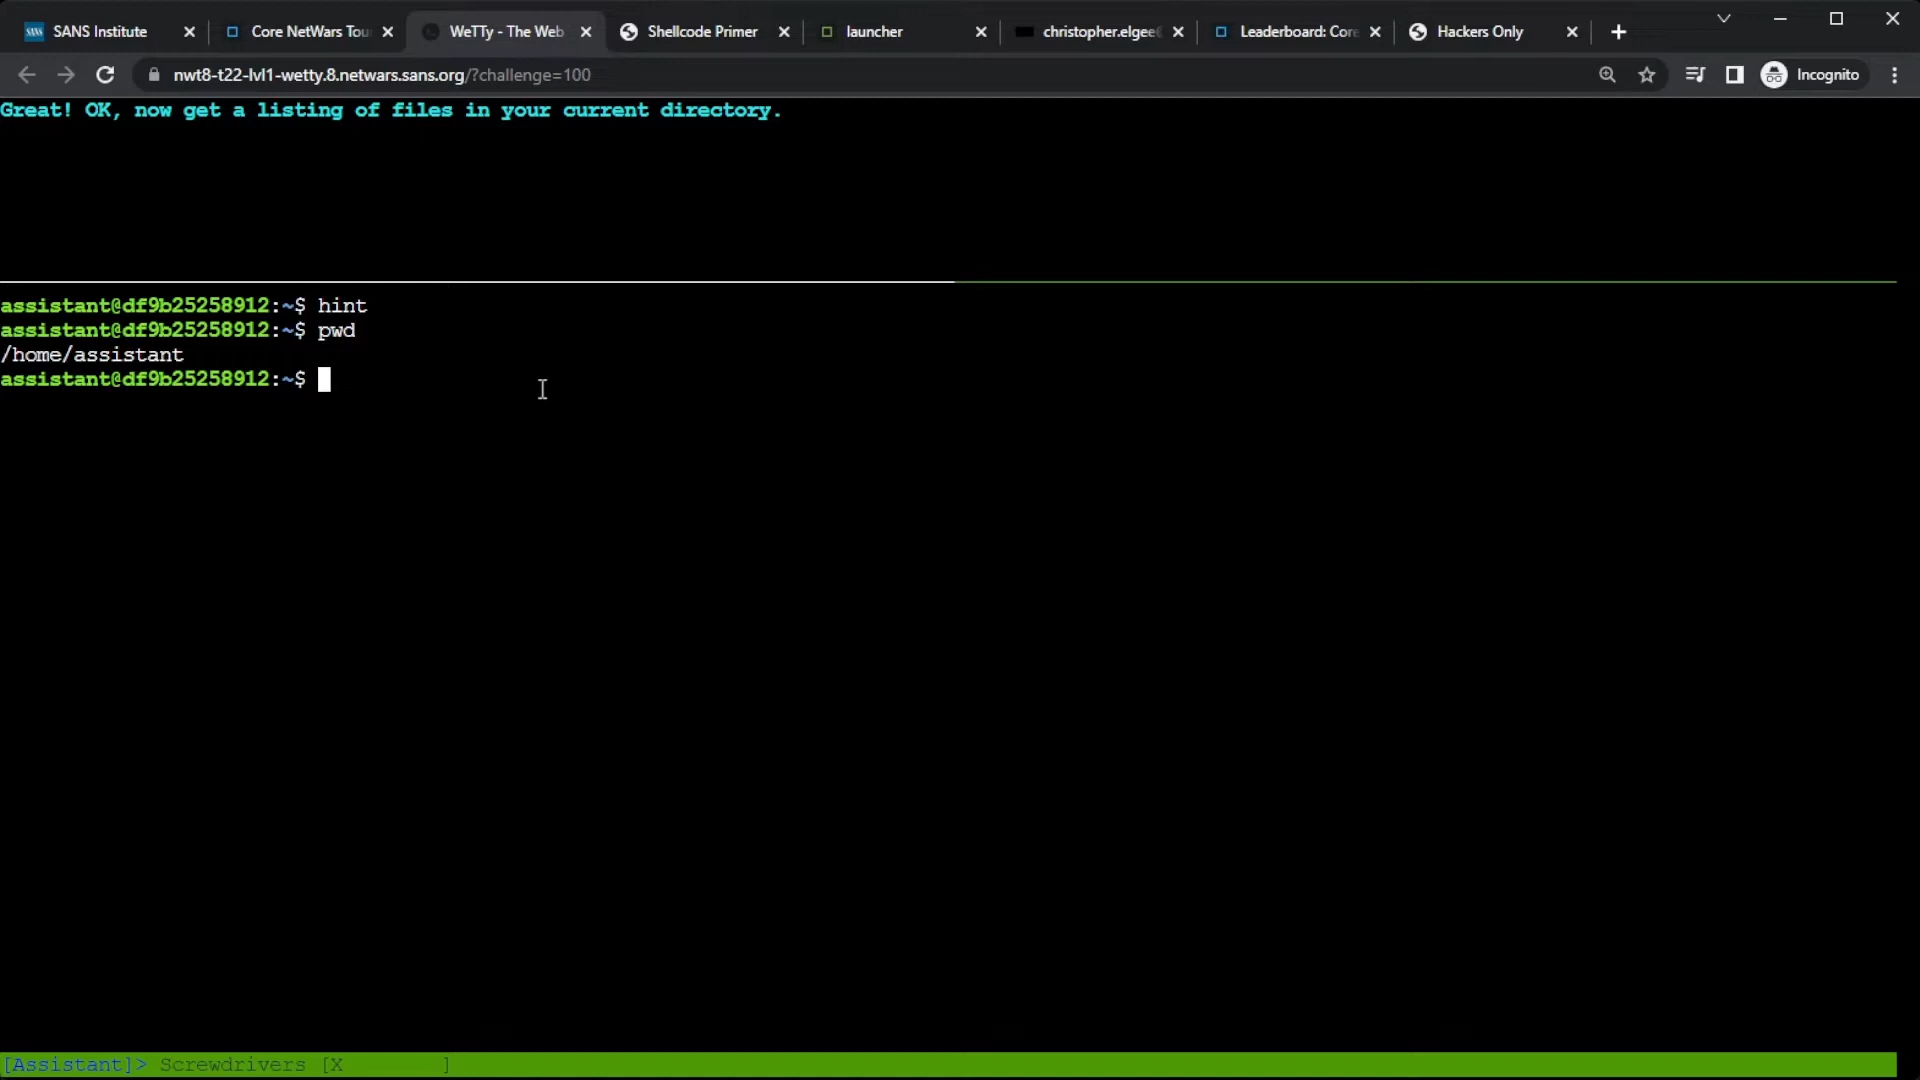 SANS Institute
Core NetWars Tou
WeTTy - The Web
Shellcode Primer
launcher
christopher.elgee
Leaderboard: Core
Hackers Only
nwt8-t22-lvl1-wetty.8.netwars.sans.org/?challenge=100
Incognito
Great! OK, now get a listing of files in your current directory.
assistant@df9b25258912:~$ hint
assistant@df9b25258912:~$ pwd
/home/assistant
assistant@df9b25258912:~$
[Assistant]> Screwdrivers [X        ]